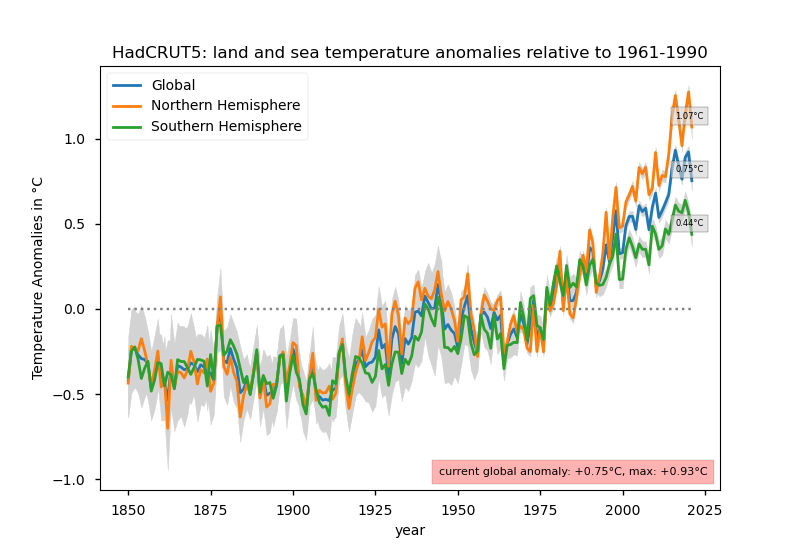 HadCRUT5: land and sea temperature anomalies relative to 1961-1990
Global
Northern Hemisphere
Southern Hemisphere
Temperature Anomalies in °C
1.0
0.5
0.0
−0.5
−1.0
1.07°C
0.75°C
0.44°C
current global anomaly: +0.75°C, max: +0.93°C
1850
1875
1900
1925
1950
1975
2000
2025
year